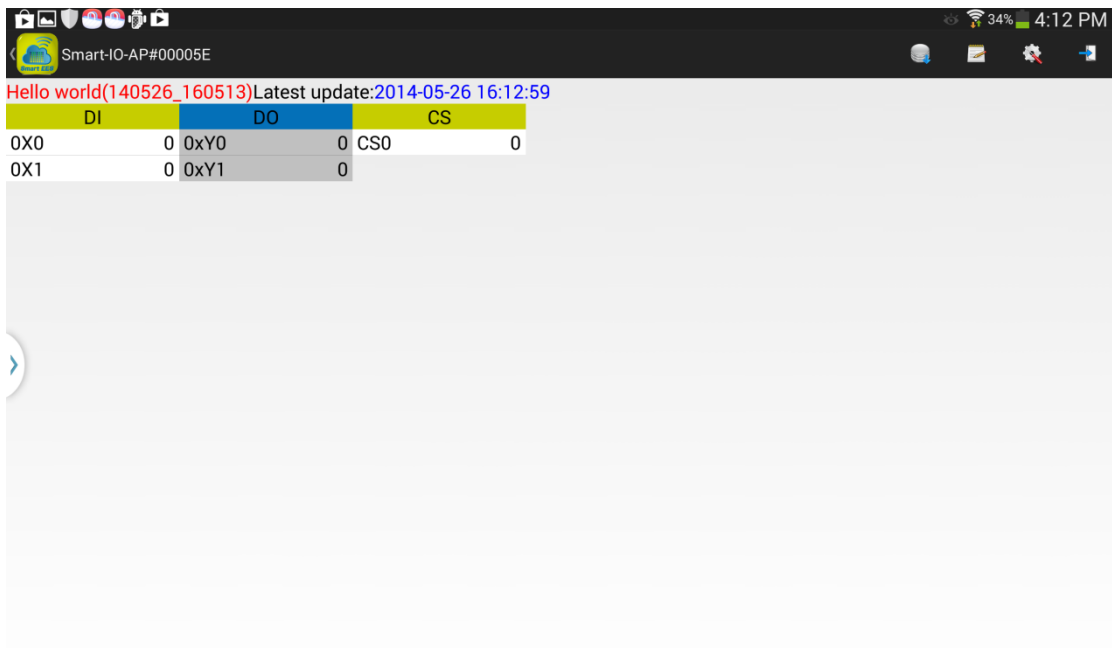 34% 4:12 PM
Smart-IO-AP#00005E
Hello world(140526_160513)Latest update:2014-05-26 16:12:59
DI DO CS
0X0 0 0xY0 0 CS0 0
0X1 0 0xY1 0